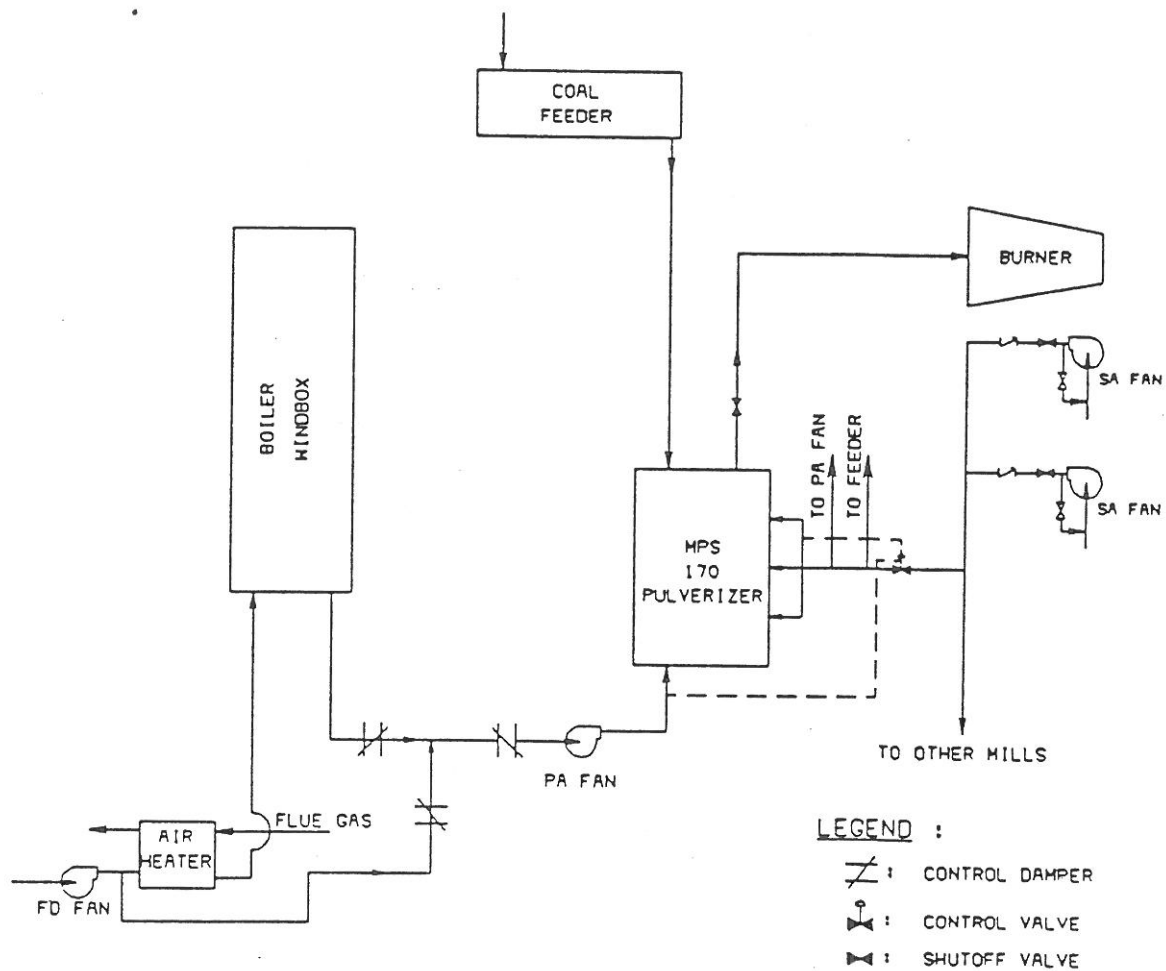 COAL
FEEDER
BURNER
SA FAN
SA FAN
BOILER
WINDBOX
TO PA FAN
TO FEEDER
MPS
170
PULVERIZER
TO OTHER MILLS
PA FAN
FLUE GAS
AIR
HEATER
FD FAN
LEGEND :
: CONTROL DAMPER
: CONTROL VALVE
: SHUTOFF VALVE